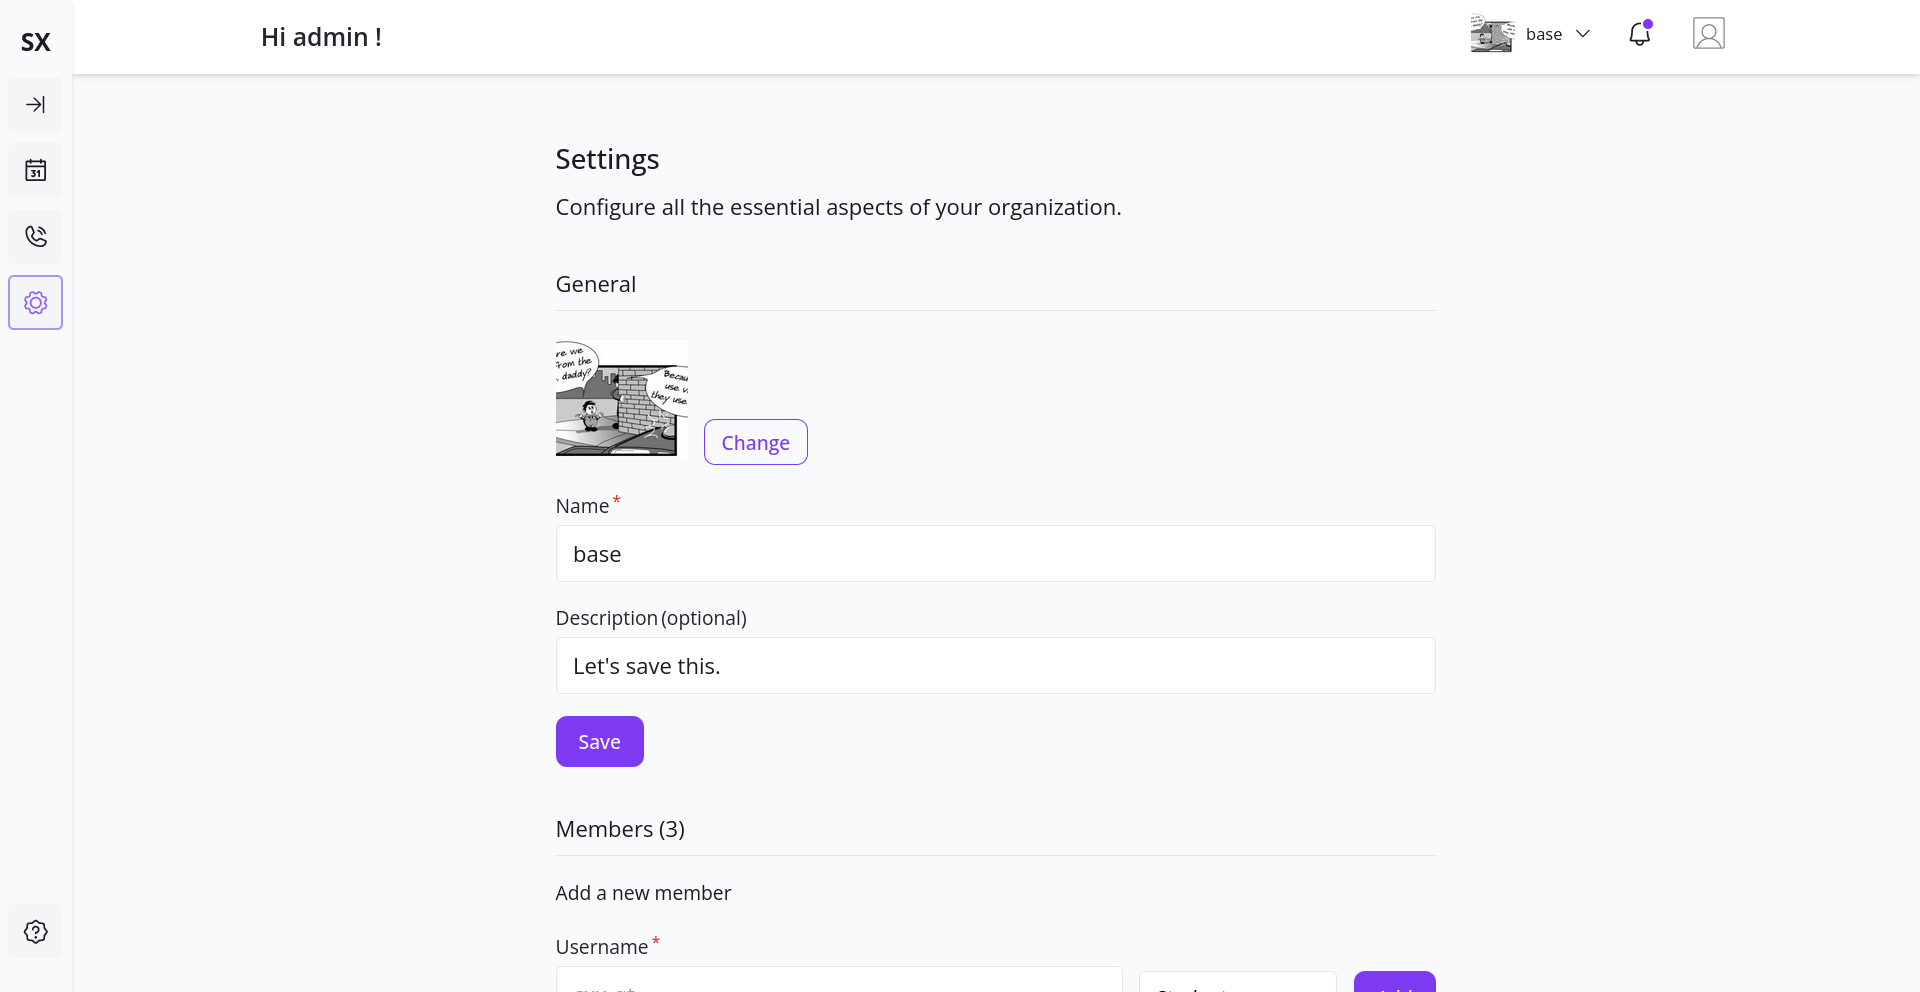 SX
Hi admin !
base
31
Settings
Configure all the essential aspects of your organization.
General
re we
from the
daddy?
Becau
use v
they use
Change
Name *
base
Description (optional)
Let's save this.
Save
Members (3)
Add a new member
Username *